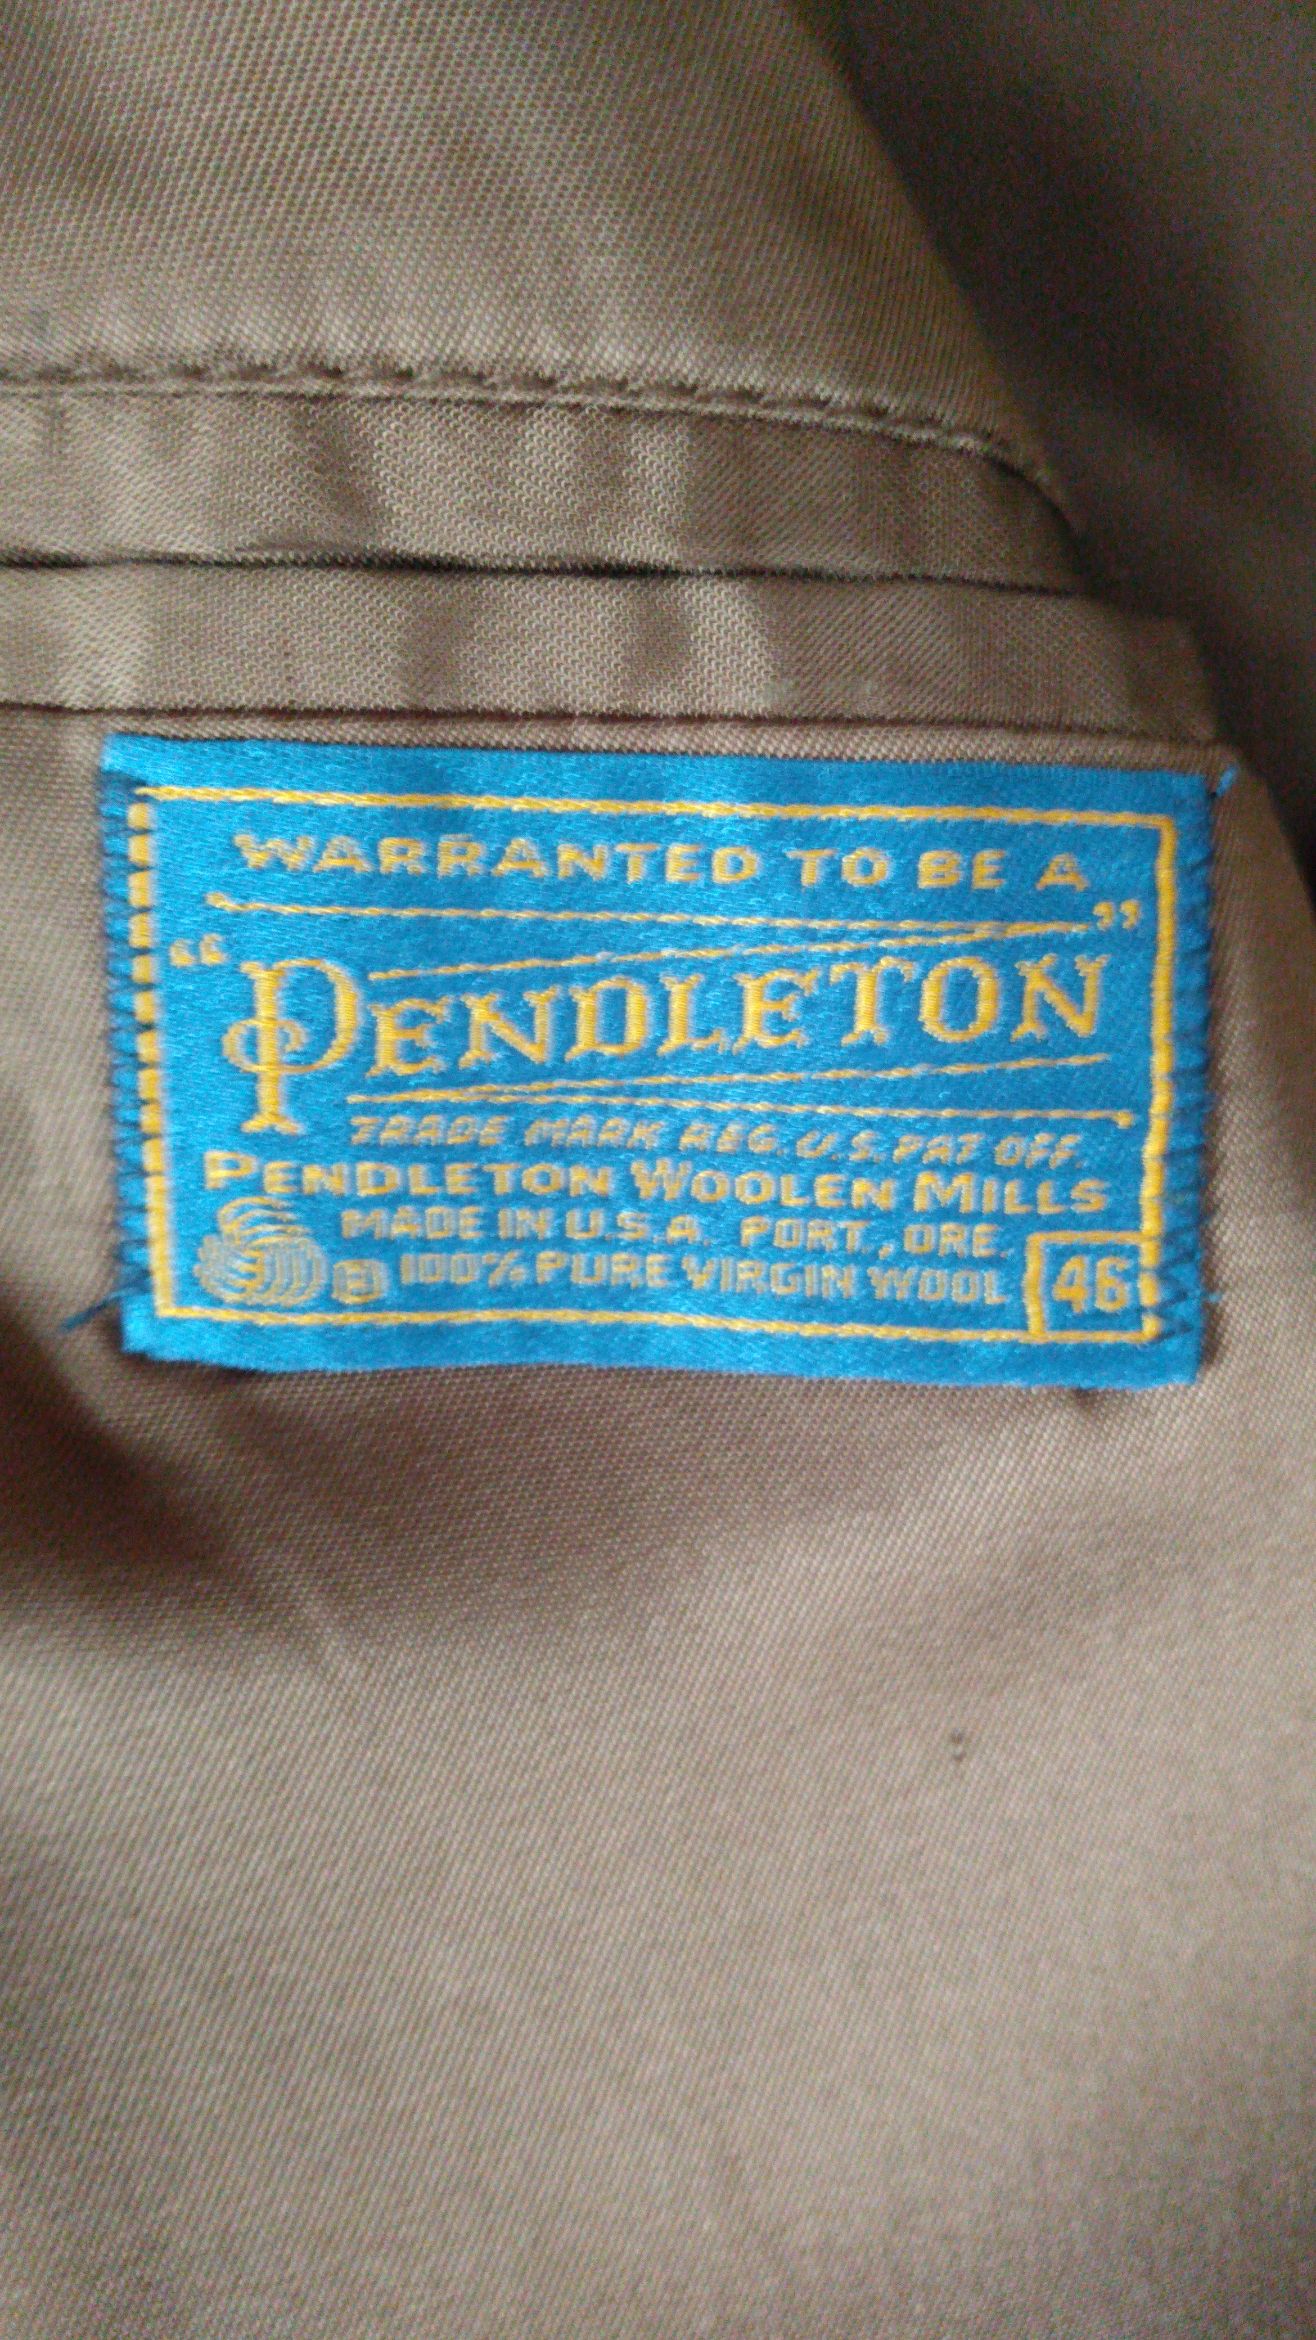 WARRANTED TO BE A
"PENDLETON"
TRADE MARK REG. U.S. PAT OFF.
PENDLETON WOOLEN MILLS
MADE IN U.S.A. PORT., ORE.
100% PURE VIRGIN WOOL
46